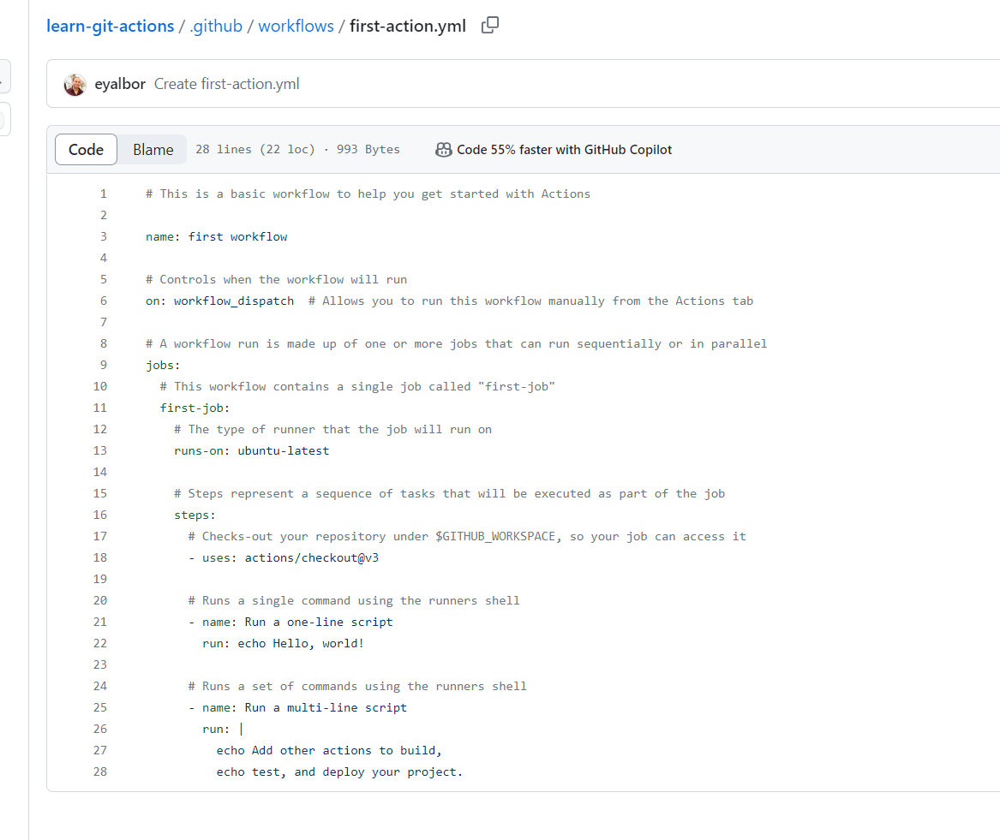 learn-git-actions / .github / workflows / first-action.yml
eyalbor Create first-action.yml
Code Blame 28 lines (22 loc) · 993 Bytes Code 55% faster with GitHub Copilot
1 # This is a basic workflow to help you get started with Actions
2
3 name: first workflow
4
5 # Controls when the workflow will run
6 on: workflow_dispatch  # Allows you to run this workflow manually from the Actions tab
7
8 # A workflow run is made up of one or more jobs that can run sequentially or in parallel
9 jobs:
10   # This workflow contains a single job called "first-job"
11   first-job:
12     # The type of runner that the job will run on
13     runs-on: ubuntu-latest
14
15     # Steps represent a sequence of tasks that will be executed as part of the job
16     steps:
17       # Checks-out your repository under $GITHUB_WORKSPACE, so your job can access it
18       - uses: actions/checkout@v3
19
20       # Runs a single command using the runners shell
21       - name: Run a one-line script
22         run: echo Hello, world!
23
24       # Runs a set of commands using the runners shell
25       - name: Run a multi-line script
26         run: |
27           echo Add other actions to build,
28           echo test, and deploy your project.